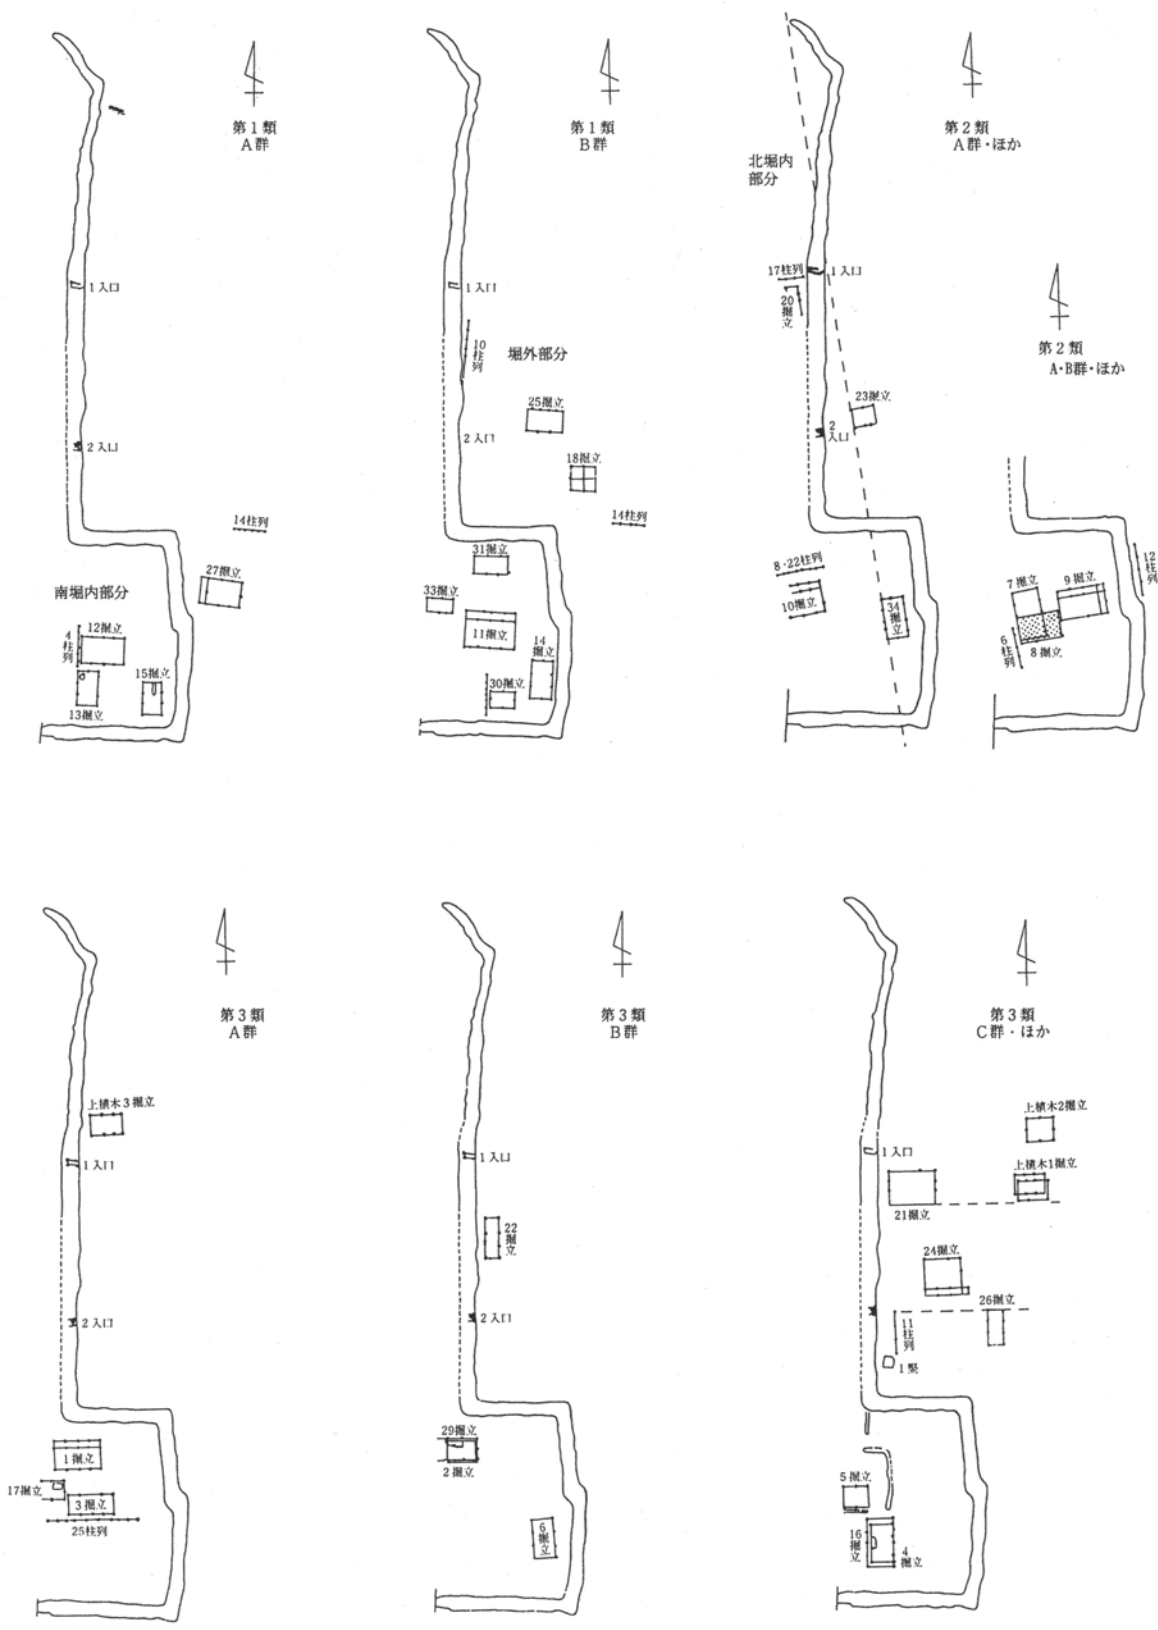 第1類
A群
1入口
2入口
14柱列
27掘立
南堀内部分
4柱列
12掘立
13掘立
15掘立
第1類
B群
1入口
10柱列
堀外部分
25掘立
2入口
18掘立
14柱列
31掘立
33掘立
11掘立
14掘立
30掘立
第2類
A群・ほか
北堀内
部分
17柱列
1入口
20掘立
23掘立
2入口
8・22柱列
10掘立
34掘立
第2類
A・B群・ほか
12柱列
7掘立
9掘立
6柱列
8掘立
第3類
A群
上植木3掘立
1入口
2入口
1掘立
17掘立
3掘立
25柱列
第3類
B群
1入口
22掘立
2入口
29掘立
2掘立
6掘立
第3類
C群・ほか
上植木2掘立
1入口
上植木1掘立
21掘立
24掘立
26掘立
11柱列
1竪
5掘立
16掘立
4掘立